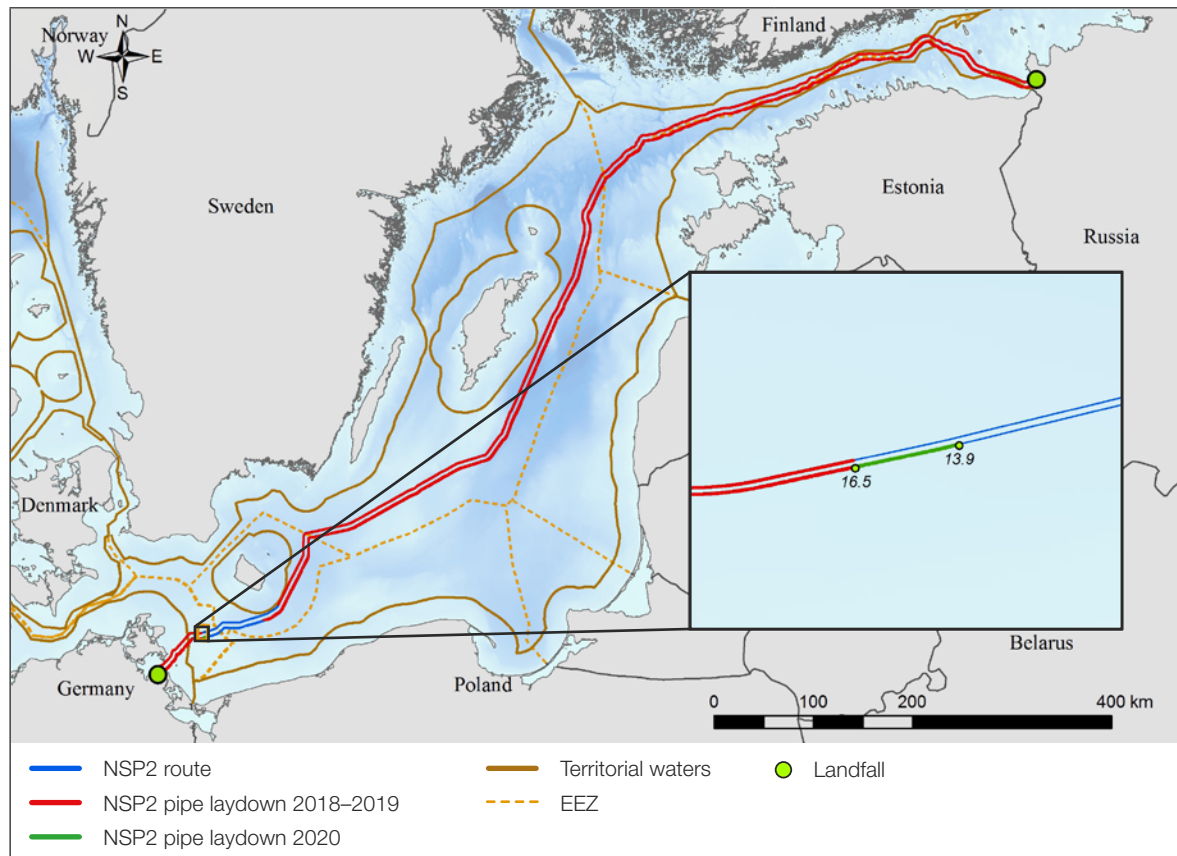 Norway
N
W
E
S
Finland
Sweden
Estonia
Russia
Denmark
16.5
13.9
Belarus
Germany
Poland
0 100 200 400 km
NSP2 route
Territorial waters
Landfall
NSP2 pipe laydown 2018–2019
EEZ
NSP2 pipe laydown 2020